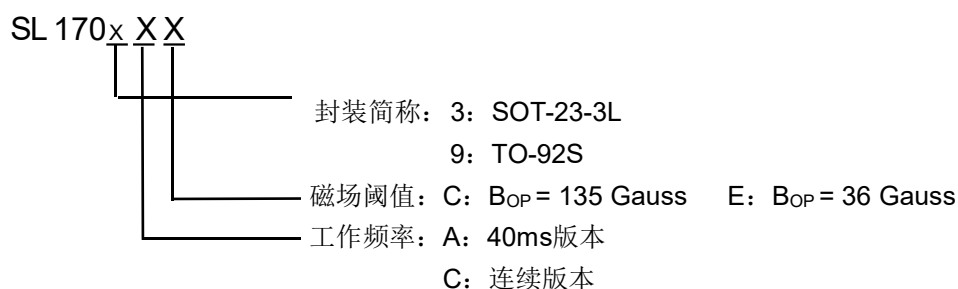 SL 170x X X
封装简称：3：SOT-23-3L
9：TO-92S
磁场阈值：C：BOP = 135 Gauss E：BOP = 36 Gauss
工作频率：A：40ms版本
C：连续版本